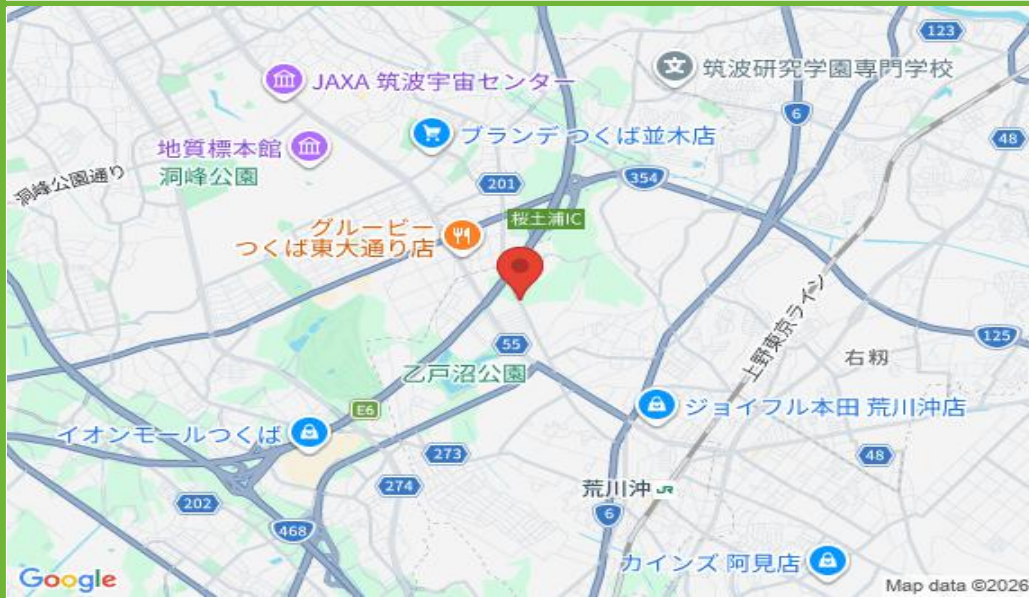 123
JAXA 筑波宇宙センター
筑波研究学園専門学校
6
地質標本館
洞峰公園
ブランデ つくば並木店
48
洞峰公園通り
201
354
グルービー
つくば東大通り店
桜土浦IC
上野東京ライン
55
125
乙戸沼公園
右籾
E6
ジョイフル本田 荒川沖店
イオンモールつくば
273
48
274
荒川沖 JR
202
6
468
カインズ 阿見店
Google
Map data ©2026